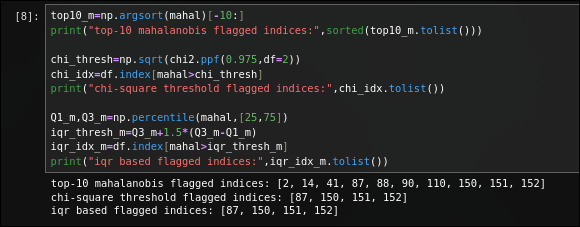 [8]: top10_m=np.argsort(mahal)[-10:]
print("top-10 mahalanobis flagged indices:",sorted(top10_m.tolist()))
chi_thresh=np.sqrt(chi2.ppf(0.975,df=2))
chi_idx=df.index[mahal>chi_thresh]
print("chi-square threshold flagged indices:",chi_idx.tolist())
Q1_m,Q3_m=np.percentile(mahal,[25,75])
iqr_thresh_m=Q3_m+1.5*(Q3_m-Q1_m)
iqr_idx_m=df.index[mahal>iqr_thresh_m]
print("iqr based flagged indices:",iqr_idx_m.tolist())
top-10 mahalanobis flagged indices: [2, 14, 41, 87, 88, 90, 110, 150, 151, 152]
chi-square threshold flagged indices: [87, 150, 151, 152]
iqr based flagged indices: [87, 150, 151, 152]